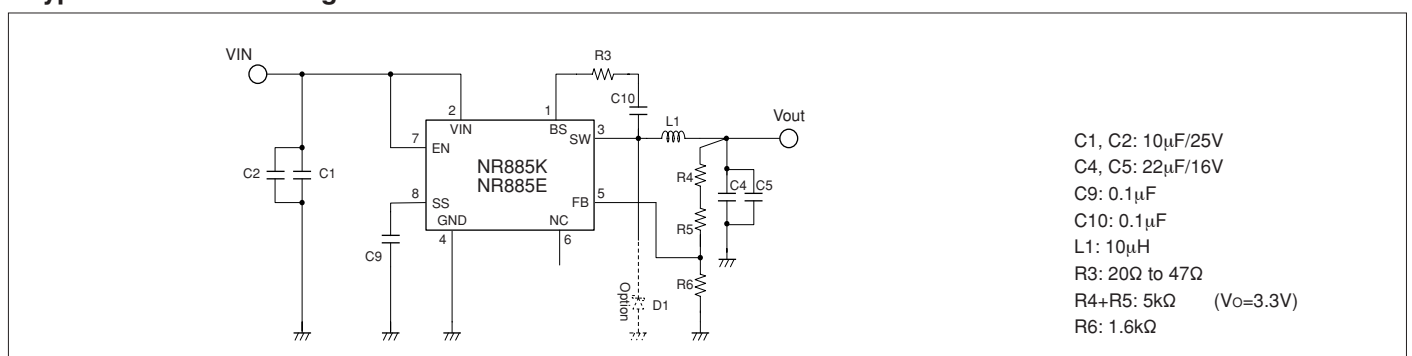 VIN
R3
C10
1
2
BS
VIN
SW
3
L1
Vout
7
EN
NR885K
NR885E
C2
C1
8
SS
FB
5
R4
C4
C5
R5
GND
NC
4
6
C9
R6
Option
D1
C1, C2: 10μF/25V
C4, C5: 22μF/16V
C9: 0.1μF
C10: 0.1μF
L1: 10μH
R3: 20Ω to 47Ω
R4+R5: 5kΩ (VO=3.3V)
R6: 1.6kΩ